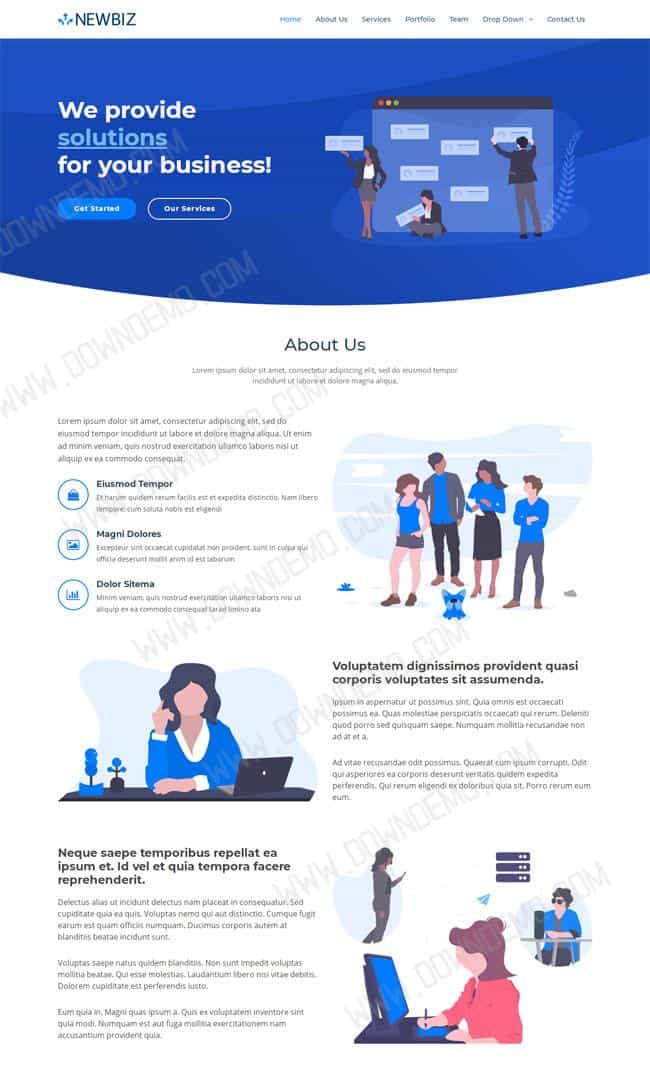 NEWBIZ
Home About Us Services Portfolio Team Drop Down Contact Us
We provide
solutions
for your business!
Get Started Our Services
About Us
Lorem ipsum dolor sit amet, consectetur adipiscing elit, sed do eiusmod tempor
incididunt ut labore et dolore magna aliqua.
Lorem ipsum dolor sit amet, consectetur adipiscing elit, sed do
eiusmod tempor incididunt ut labore et dolore magna aliqua. Ut enim
ad minim veniam, quis nostrud exercitation ullamco laboris nisi ut
aliquip ex ea commodo consequat.
Eiusmod Tempor
Et harum quidem rerum facilis est et expedita distinctio. Nam libero
tempore, cum soluta nobis est eligendi
Magni Dolores
Excepteur sint occaecat cupidatat non proident, sunt in culpa qui
officia deserunt mollit anim id est laborum
Dolor Sitema
Minim veniam, quis nostrud exercitation ullamco laboris nisi ut
aliquip ex ea commodo consequat tarad limino ata
Voluptatem dignissimos provident quasi
corporis voluptates sit assumenda.
Ipsum in aspernatur ut possimus sint. Quia omnis est occaecati
possimus ea. Quas molestiae perspiciatis occaecati qui rerum. Deleniti
quod porro sed quisquam saepe. Numquam mollitia recusandae non
ad at et a.
Ad vitae recusandae odit possimus. Quaerat cum ipsum corrupti. Odit
qui asperiores ea corporis deserunt veritatis quidem expedita
perferendis. Qui rerum eligendi ex doloribus quia sit. Porro rerum eum
eum.
Neque saepe temporibus repellat ea
ipsum et. Id vel et quia tempora facere
reprehenderit.
Delectus alias ut incidunt delectus nam placeat in consequatur. Sed
cupiditate quia ea quis. Voluptas nemo qui aut distinctio. Cumque fugit
earum est quam officiis numquam. Ducimus corporis autem at
blanditiis beatae incidunt sunt.
Voluptas saepe natus quidem blanditiis. Non sunt impedit voluptas
mollitia beatae. Qui esse molestias. Laudantium libero nisi vitae debitis.
Dolorem cupiditate est perferendis iusto.
Eum quia in. Magni quas ipsum a. Quis ex voluptatem inventore sint
quia modi. Numquam est aut fuga mollitia exercitationem nam
accusantium provident quia.
WWW.DOWNDEMO.COM
WWW.DOWNDEMO.COM
WWW.DOWNDEMO.COM
WWW.DOWNDEMO.COM